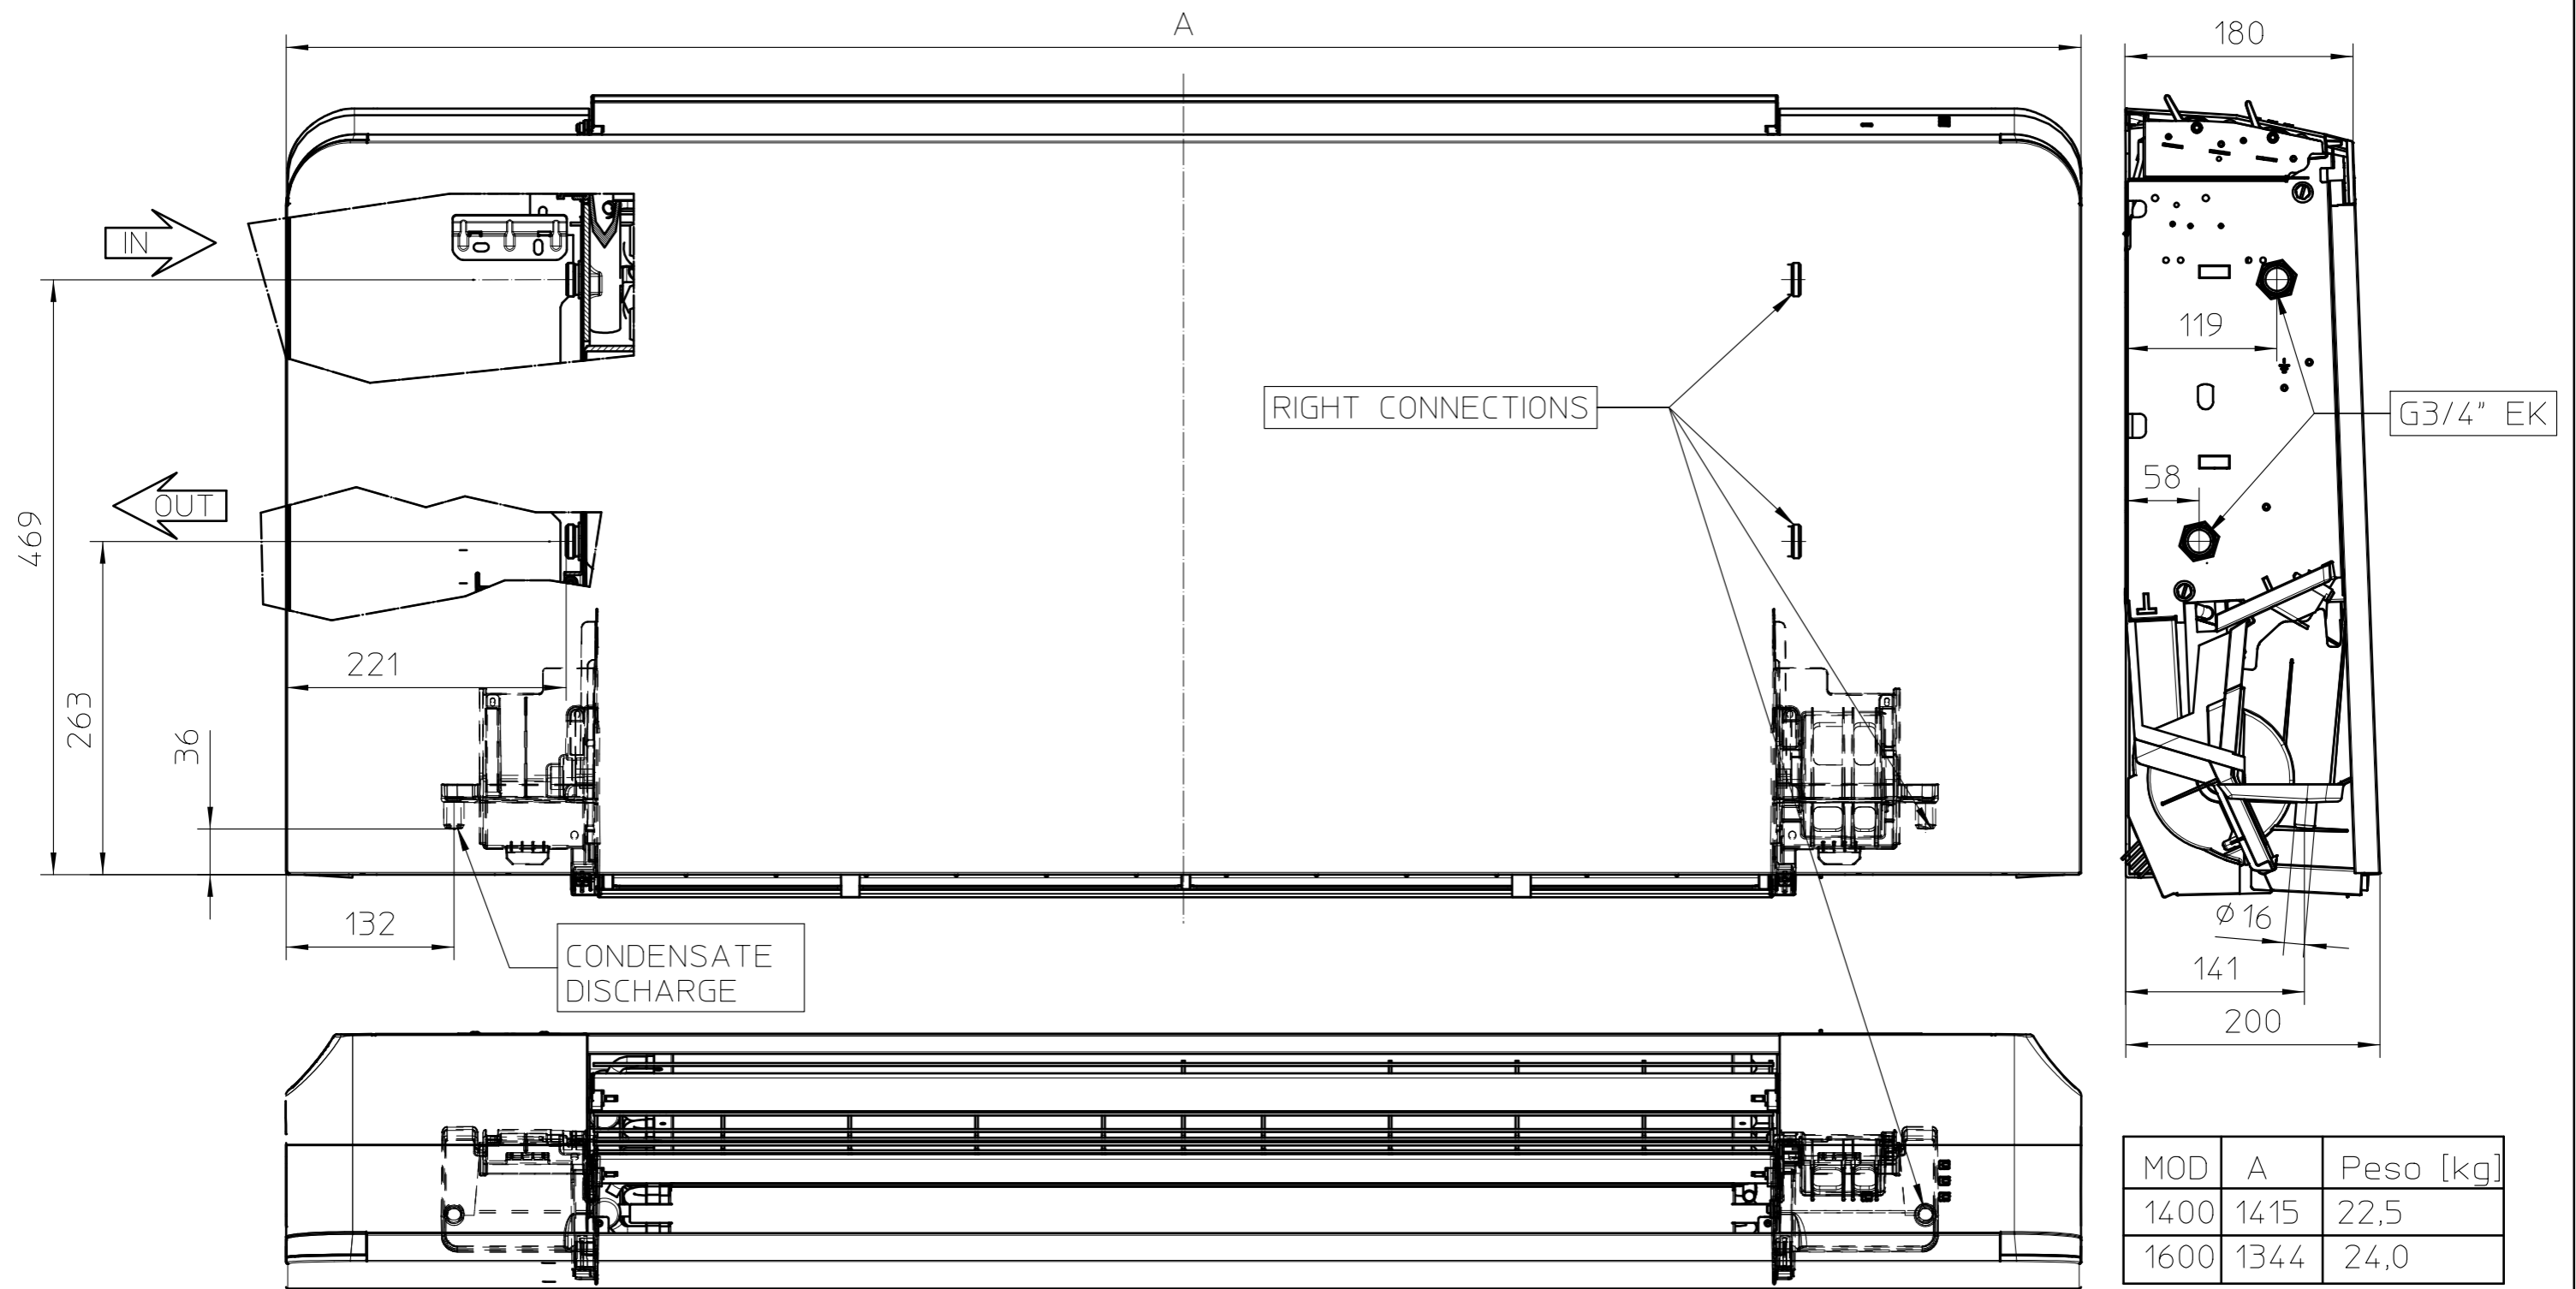 A
180
IN
119
RIGHT CONNECTIONS
G3/4" EK
58
OUT
469
221
263
36
Ø16
132
CONDENSATE
DISCHARGE
141
200
MOD A Peso [kg]
1400 1415 22,5
1600 1344 24,0